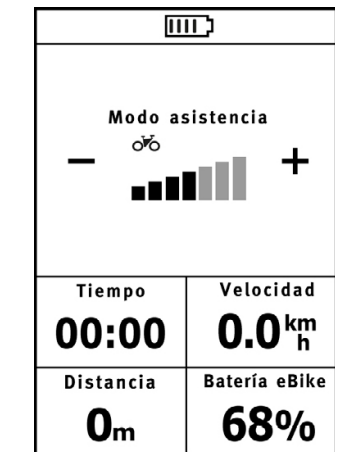 Modo asistencia
− +
Tiempo
00:00
Velocidad
0.0 km/h
Distancia
0m
Batería eBike
68%